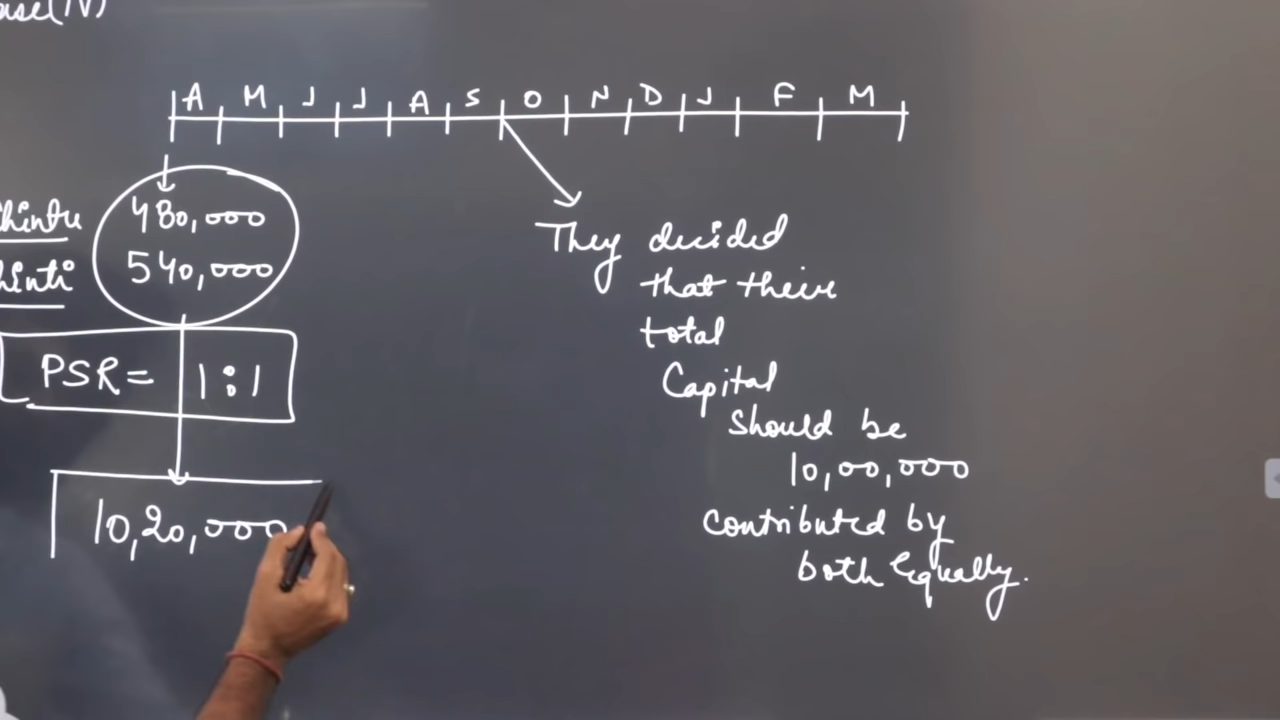 (IV)
A M J J A S O N D J F M
480,000
540,000
PSR= 1:1
10,20,000
They decided
that their
total
Capital
should be
10,00,000
contributed by
both Equally.